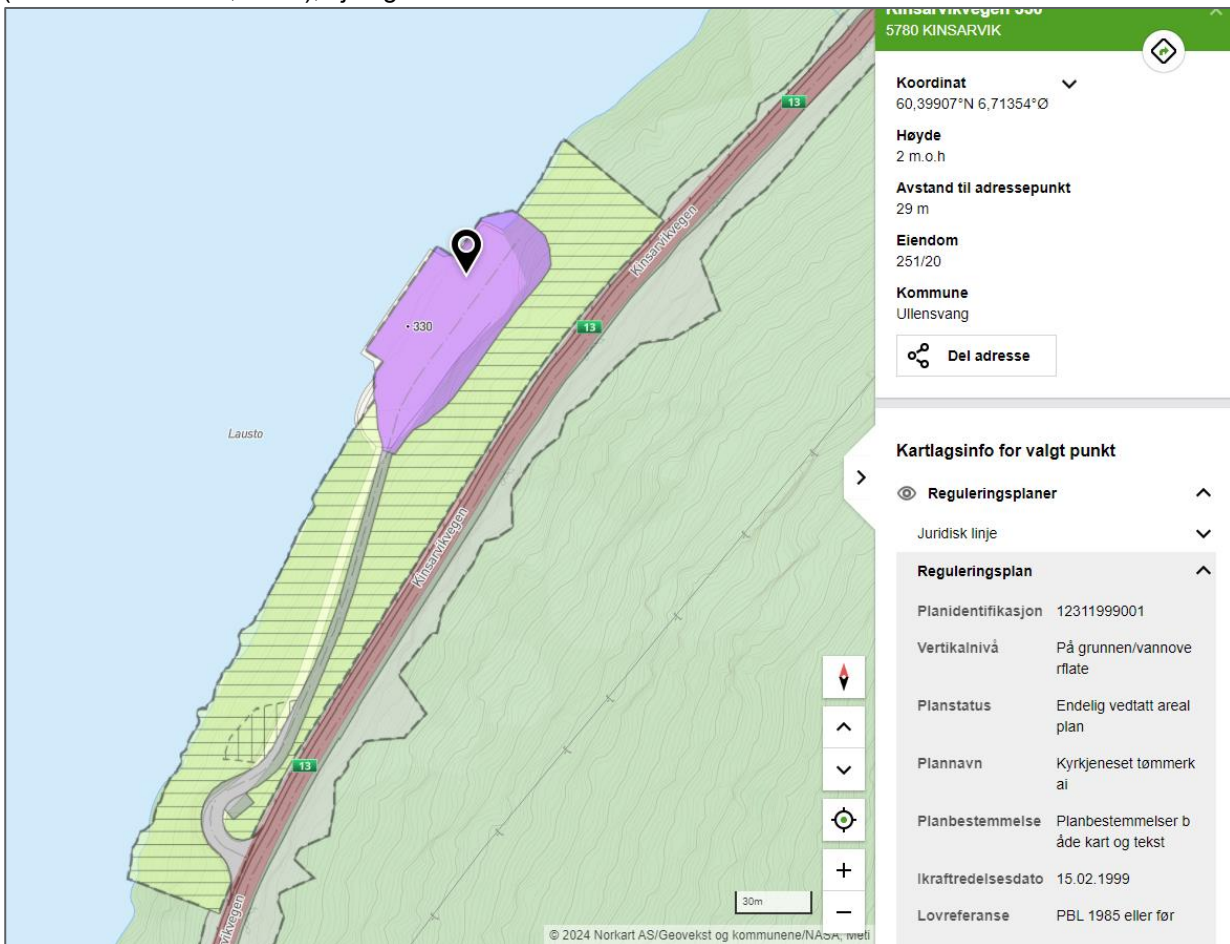 Kinsarvikvegen 330
5780 KINSARVIK
Koordinat
60,39907°N 6,71354°Ø
Høyde
2 m.o.h
Avstand til adressepunkt
29 m
Eiendom
251/20
Kommune
Ullensvang
Del adresse
Kartlagsinfo for valgt punkt
Reguleringsplaner
Juridisk linje
Reguleringsplan
Planidentifikasjon 12311999001
Vertikalnivå På grunnen/vannove
rflate
Planstatus Endelig vedtatt areal
plan
Plannavn Kyrkjeneset tømmerk
ai
Planbestemmelse Planbestemmelser b
åde kart og tekst
Ikraftredelsesdato 15.02.1999
Lovreferanse PBL 1985 eller før
13
Kinsarvikvegen
13
330
Lausto
Kinsarvikvegen
13
vikvegen
30m
© 2024 Norkart AS/Geovekst og kommunene/NASA, Meti